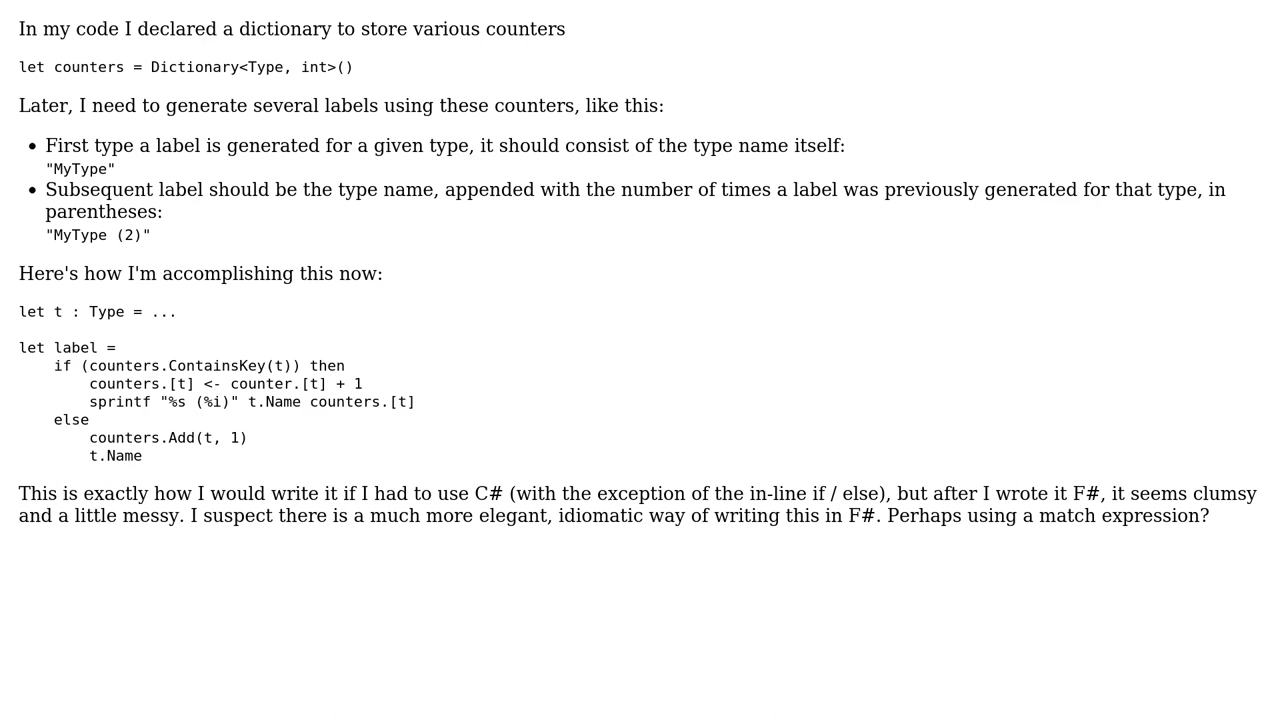 In my code I declared a dictionary to store various counters
let counters = Dictionary<Type, int>()
Later, I need to generate several labels using these counters, like this:
• First type a label is generated for a given type, it should consist of the type name itself:
"MyType"
• Subsequent label should be the type name, appended with the number of times a label was previously generated for that type, in
parentheses:
"MyType (2)"
Here's how I'm accomplishing this now:
let t : Type = ...
let label =
    if (counters.ContainsKey(t)) then
        counters.[t] <- counter.[t] + 1
        sprintf "%s (%i)" t.Name counters.[t]
    else
        counters.Add(t, 1)
        t.Name
This is exactly how I would write it if I had to use C# (with the exception of the in-line if / else), but after I wrote it F#, it seems clumsy
and a little messy. I suspect there is a much more elegant, idiomatic way of writing this in F#. Perhaps using a match expression?